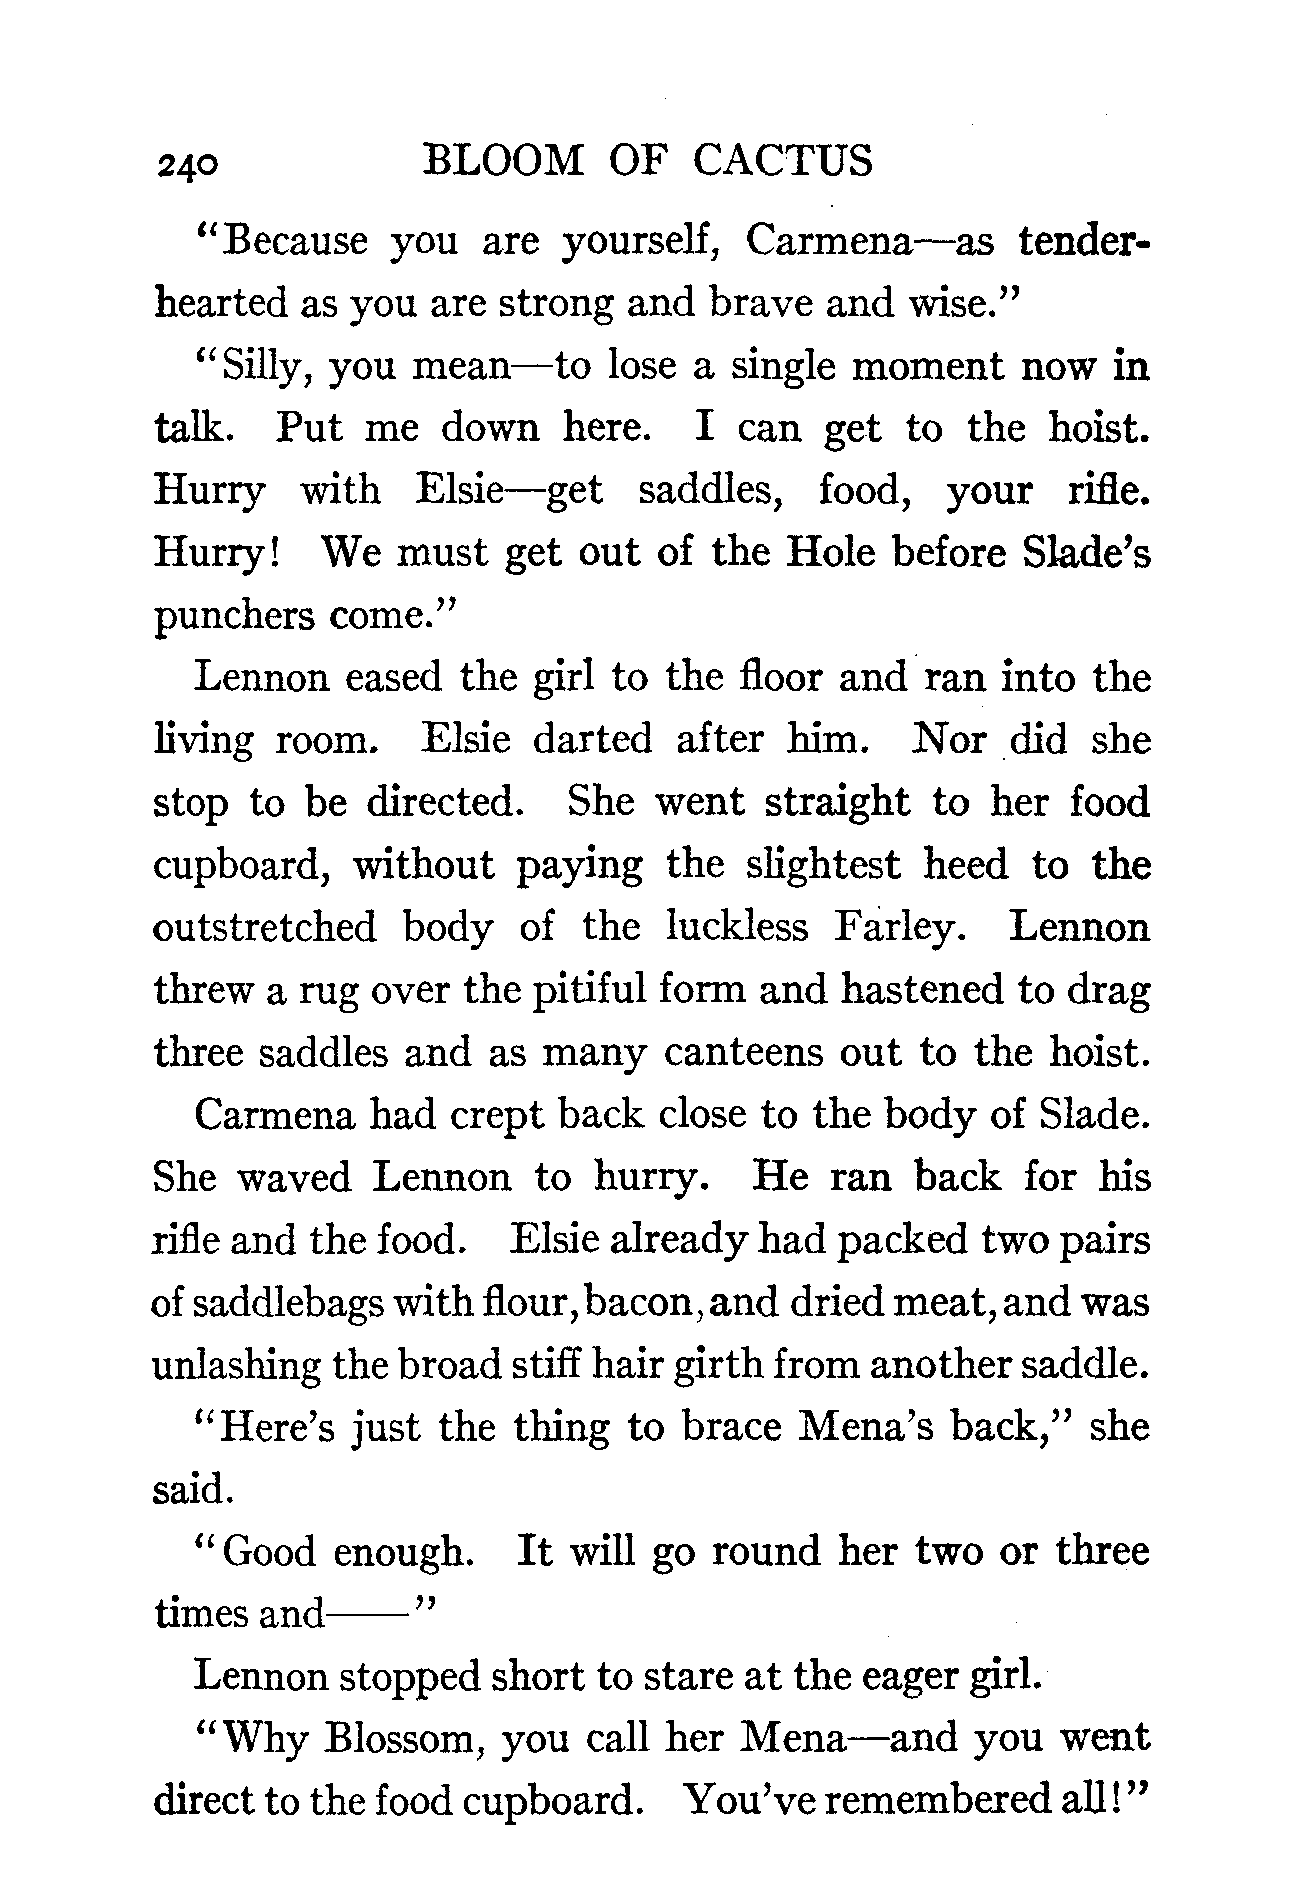 240 BLOOM OF CACTUS
“Because you are yourself, Carmena—as tender-
hearted as you are strong and brave and wise.”
“Silly, you mean—to lose a single moment now in
talk. Put me down here. I can get to the hoist.
Hurry with Elsie—get saddles, food, your rifle.
Hurry! We must get out of the Hole before Slade’s
punchers come.”
Lennon eased the girl to the floor and ran into the
living room. Elsie darted after him. Nor did she
stop to be directed. She went straight to her food
cupboard, without paying the slightest heed to the
outstretched body of the luckless Farley. Lennon
threw a rug over the pitiful form and hastened to drag
three saddles and as many canteens out to the hoist.
Carmena had crept back close to the body of Slade.
She waved Lennon to hurry. He ran back for his
rifle and the food. Elsie already had packed two pairs
of saddlebags with flour, bacon, and dried meat, and was
unlashing the broad stiff hair girth from another saddle.
“Here’s just the thing to brace Mena’s back,” she
said.
“Good enough. It will go round her two or three
times and——”
Lennon stopped short to stare at the eager girl.
“Why Blossom, you call her Mena—and you went
direct to the food cupboard. You’ve remembered all!”